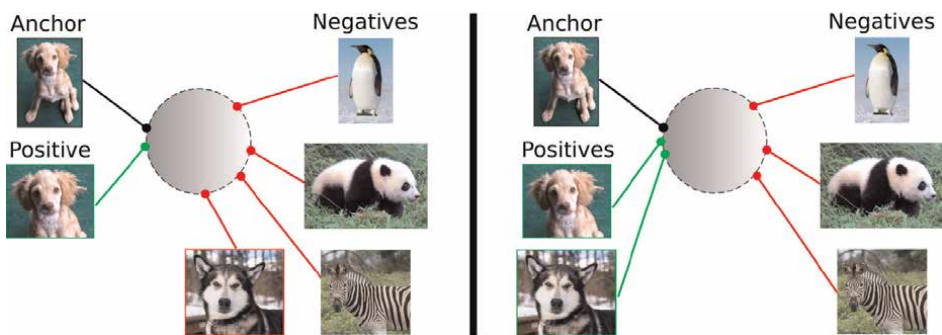 Anchor
Negatives
Positive
Anchor
Negatives
Positives